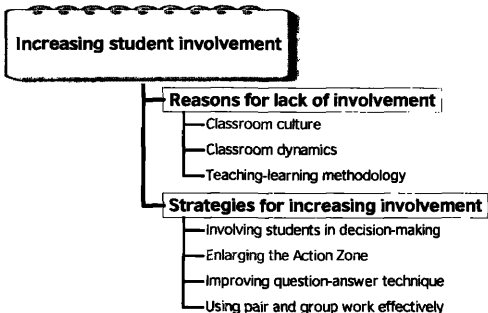 Increasing student involvement
Reasons for lack of involvement
Classroom culture
Classroom dynamics
Teaching-learning methodology
Strategies for increasing involvement
Involving students in decision-making
Enlarging the Action Zone
Improving question-answer technique
Using pair and group work effectively